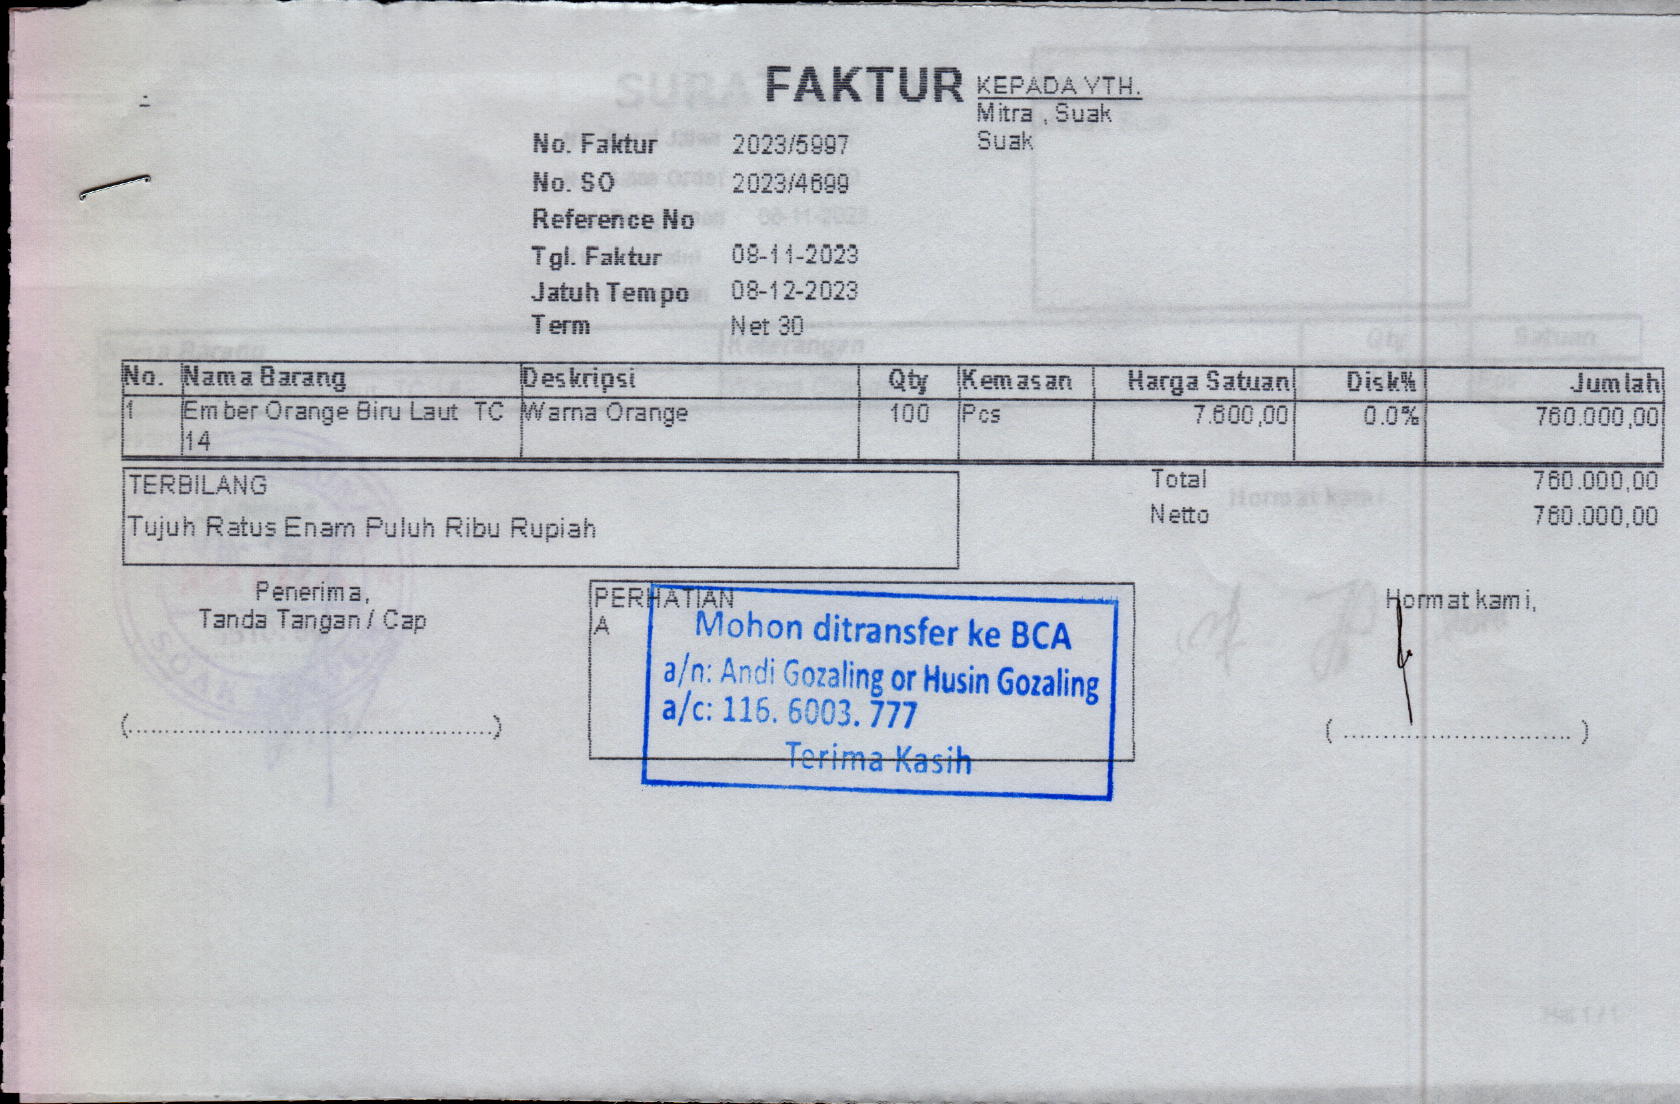 FAKTUR
KEPADA YTH.
Mitra , Suak
Suak
No. Faktur 2023/5997
No. SO 2023/4699
Reference No
Tgl. Faktur 08-11-2023
Jatuh Tempo 08-12-2023
Term Net 30
No. Nama Barang Deskripsi Qty Kemasan Harga Satuan Disk% Jumlah
1 Ember Orange Biru Laut TC Warna Orange 100 Pcs 7.600,00 0.0% 760.000,00
14
TERBILANG
Tujuh Ratus Enam Puluh Ribu Rupiah
Total 760.000,00
Netto 760.000,00
Penerima,
Tanda Tangan / Cap
(............................................)
PERHATIAN
A
Mohon ditransfer ke BCA
a/n: Andi Gozaling or Husin Gozaling
a/c: 116. 6003. 777
Terima Kasih
Hormat kami,
( ............................ )